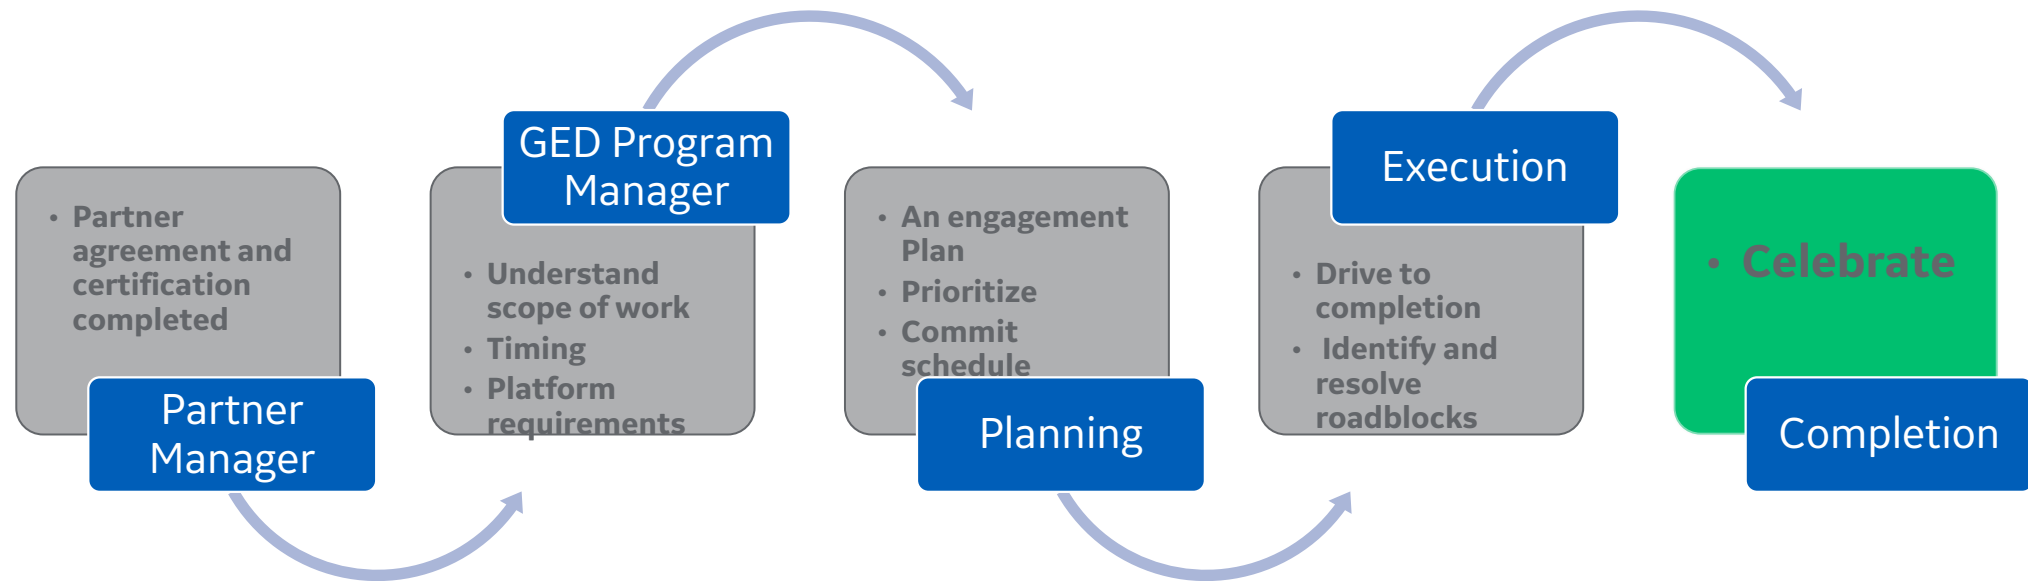 • Partner
agreement and
certification
completed
Partner
Manager
GED Program
Manager
• Understand
scope of work
• Timing
• Platform
requirements
• An engagement
Plan
• Prioritize
• Commit
schedule
Planning
Execution
• Drive to
completion
• Identify and
resolve
roadblocks
• Celebrate
Completion